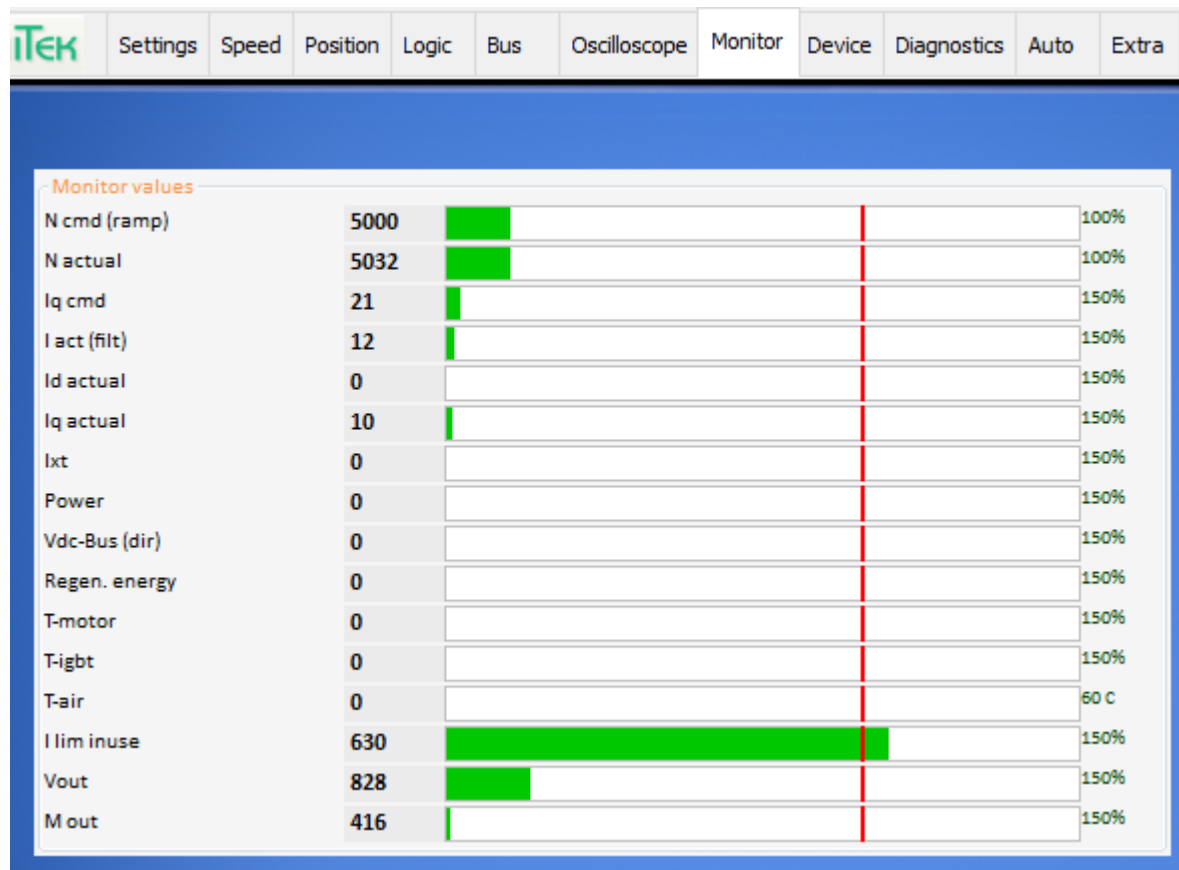 iTEK Settings Speed Position Logic Bus Oscilloscope Monitor Device Diagnostics Auto Extra
Monitor values
N cmd (ramp) 5000 100%
N actual 5032 100%
Iq cmd 21 150%
I act (filt) 12 150%
Id actual 0 150%
Iq actual 10 150%
Ixt 0 150%
Power 0 150%
Vdc-Bus (dir) 0 150%
Regen. energy 0 150%
T-motor 0 150%
T-igbt 0 150%
T-air 0 60 C
I lim inuse 630 150%
Vout 828 150%
M out 416 150%